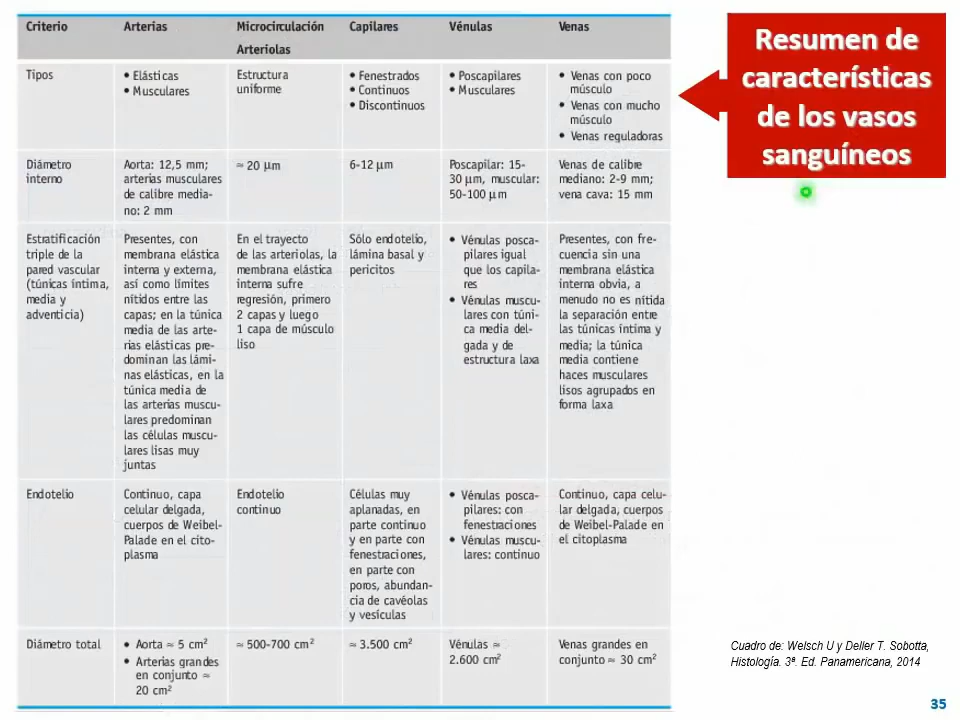 Criterio
Arterias
Microcirculación
Arteriolas
Capilares
Vénulas
Venas
Tipos
• Elásticas
• Musculares
Estructura
uniforme
• Fenestrados
• Continuos
• Discontinuos
• Poscapilares
• Musculares
• Venas con poco
músculo
• Venas con mucho
músculo
• Venas reguladoras
Diámetro
interno
Aorta: 12,5 mm;
arterias musculares
de calibre media-
no: 2 mm
≈ 20 µm
6-12 µm
Poscapilar: 15-
30 µm, muscular:
50-100 µm
Venas de calibre
mediano: 2-9 mm;
vena cava: 15 mm
Estratificación
triple de la
pared vascular
(túnicas íntima,
media y
adventicia)
Presentes, con
membrana elástica
interna y externa,
así como límites
nítidos entre las
capas; en la túnica
media de las arte-
rias elásticas pre-
dominan las lámi-
nas elásticas, en la
túnica media de
las arterias muscu-
lares predominan
las células muscu-
lares lisas muy
juntas
En el trayecto
de las arteriolas, la
membrana elástica
interna sufre
regresión, primero
2 capas y luego
1 capa de músculo
liso
Sólo endotelio,
lámina basal y
pericitos
• Vénulas posca-
pilares igual
que los capila-
res
• Vénulas muscu-
lares con túni-
ca media del-
gada y de
estructura laxa
Presentes, con fre-
cuencia sin una
membrana elástica
interna obvia, a
menudo no es nítida
la separación entre
las túnicas íntima y
media; la túnica
media contiene
haces musculares
lisos agrupados en
forma laxa
Endotelio
Continuo, capa
celular delgada,
cuerpos de Weibel-
Palade en el cito-
plasma
Endotelio
continuo
Células muy
aplanadas, en
parte continuo
y en parte con
fenestraciones,
en parte con
poros, abundan-
cia de cavéolas
y vesículas
• Vénulas posca-
pilares: con
fenestraciones
• Vénulas muscu-
lares: continuo
Continuo, capa celu-
lar delgada, cuerpos
de Weibel-Palade en
el citoplasma
Diámetro total
• Aorta ≈ 5 cm²
• Arterias grandes
en conjunto ≈
20 cm²
≈ 500-700 cm²
≈ 3.500 cm²
Vénulas ≈
2.600 cm²
Venas grandes en
conjunto ≈ 30 cm²
Resumen de
características
de los vasos
sanguíneos
Cuadro de: Welsch U y Deller T. Sobotta,
Histología. 3ª. Ed. Panamericana, 2014
35